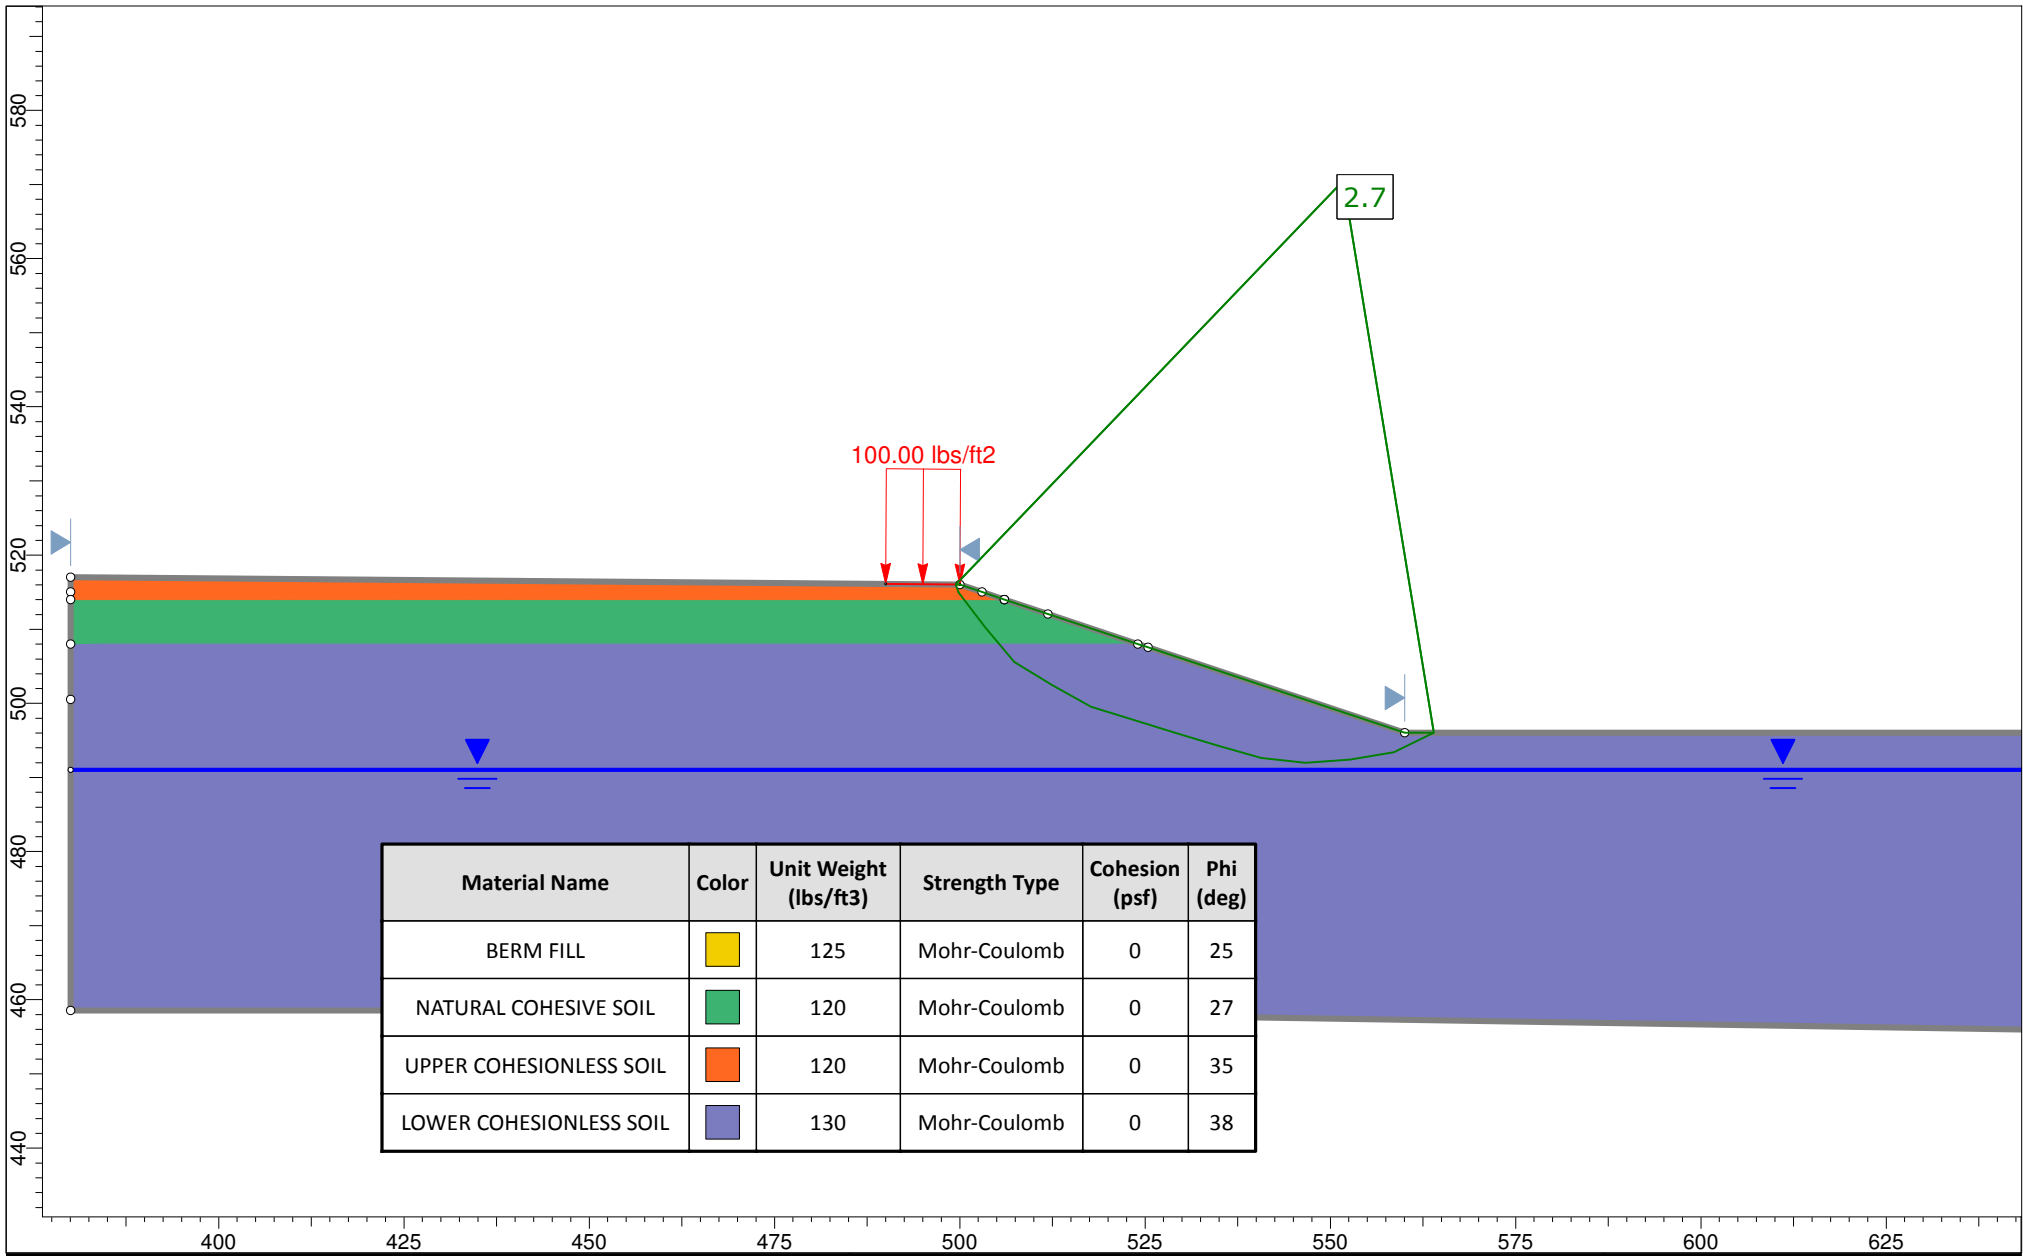 580
560
540
520
500
480
460
440
2.7
100.00 lbs/ft2
Material Name Color Unit Weight (lbs/ft3) Strength Type Cohesion (psf) Phi (deg)
BERM FILL 125 Mohr-Coulomb 0 25
NATURAL COHESIVE SOIL 120 Mohr-Coulomb 0 27
UPPER COHESIONLESS SOIL 120 Mohr-Coulomb 0 35
LOWER COHESIONLESS SOIL 130 Mohr-Coulomb 0 38
400 425 450 475 500 525 550 575 600 625